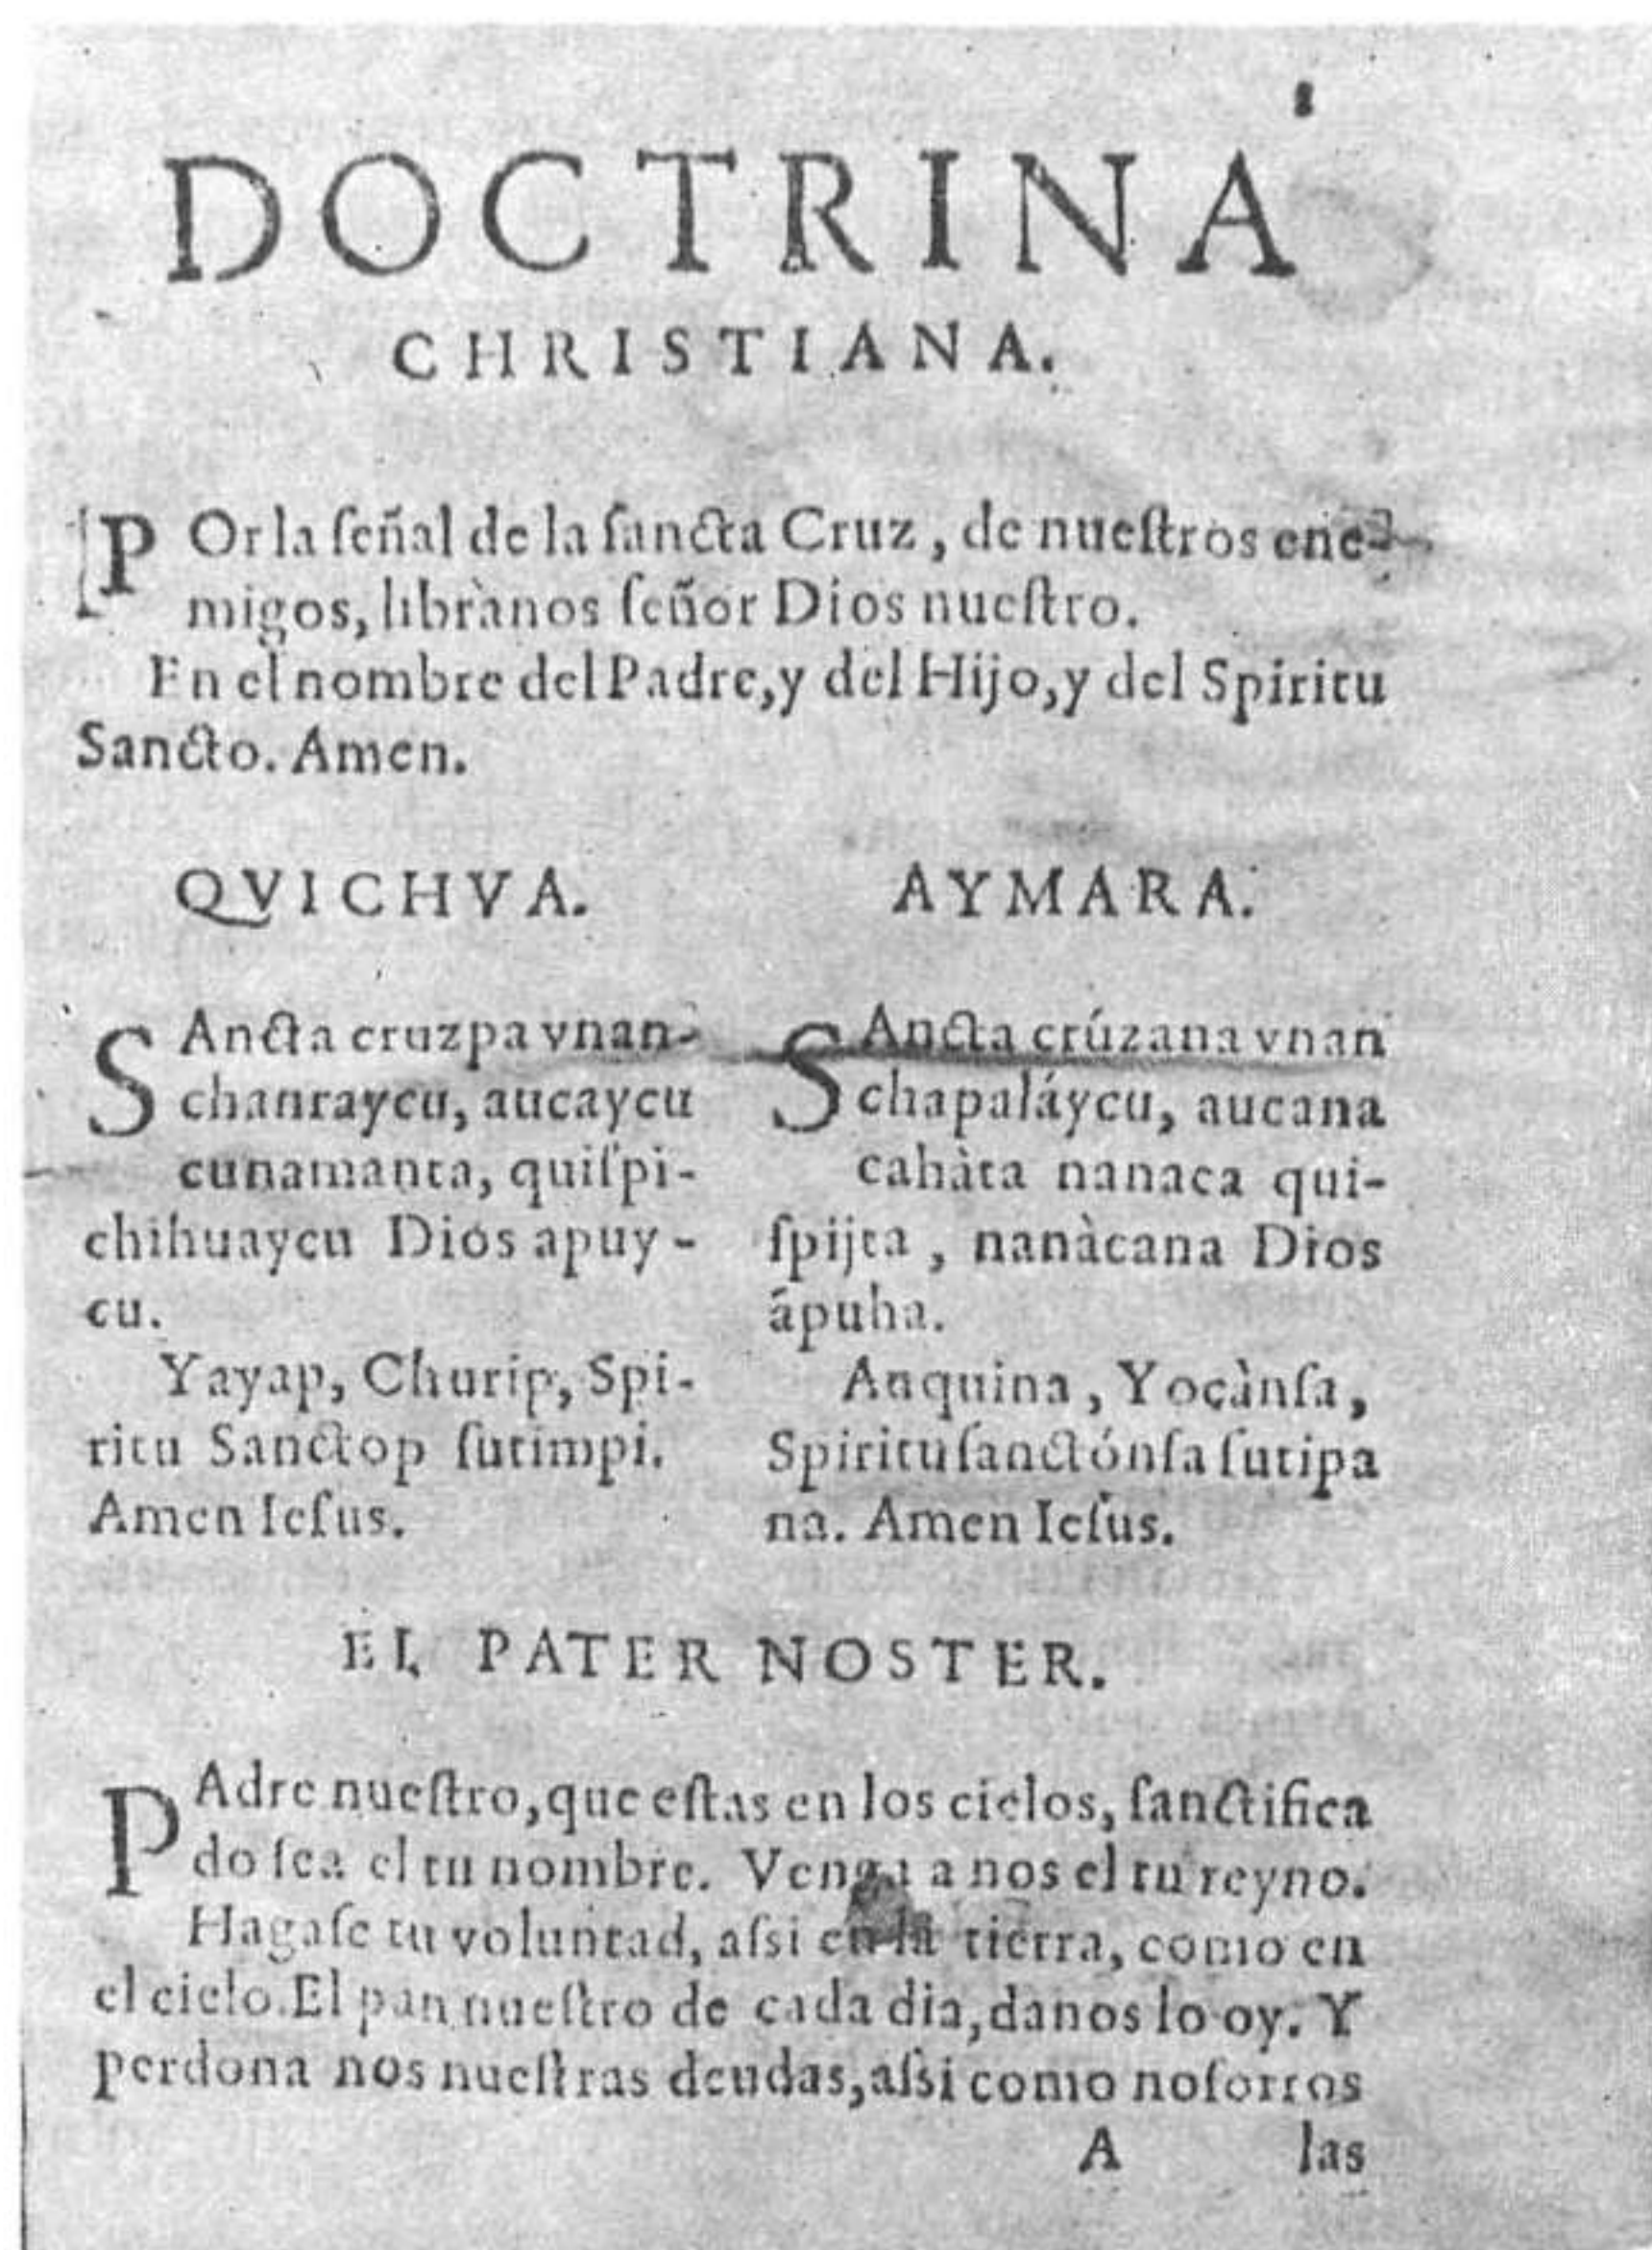 DOCTRINA
CHRISTIANA.
POr la ſeñal de la ſancta Cruz, de nueſtros ene-
migos, librànos ſeñor Dios nueſtro.
En el nombre del Padre, y del Hijo, y del Spiritu
Sancto. Amen.
QVICHVA.
SAncta cruzpa vnan-
chanraycu, aucaycu
cunamanta, quiſpi-
chihuaycu Dios apuy-
cu.
Yayap, Churip, Spi-
ritu Sanctop ſutimpi.
Amen Ieſus.
AYMARA.
SAncta crúzana vnan
chapaláycu, aucana
cahàta nanaca qui-
ſpijta, nanàcana Dios
ápuha.
Auquina, Yocànſa,
Spiritu ſanctónſa ſutipa
na. Amen Ieſus.
EL PATER NOSTER.
PAdre nueſtro, que eſtas en los cielos, ſanctifica
do ſea el tu nombre. Venga a nos el tu reyno.
Hagaſe tu voluntad, aſsi en la tierra, como en
el cielo. El pan nueſtro de cada dia, danos lo oy. Y
perdona nos nueſtras deudas, aſsi como noſotros
A las